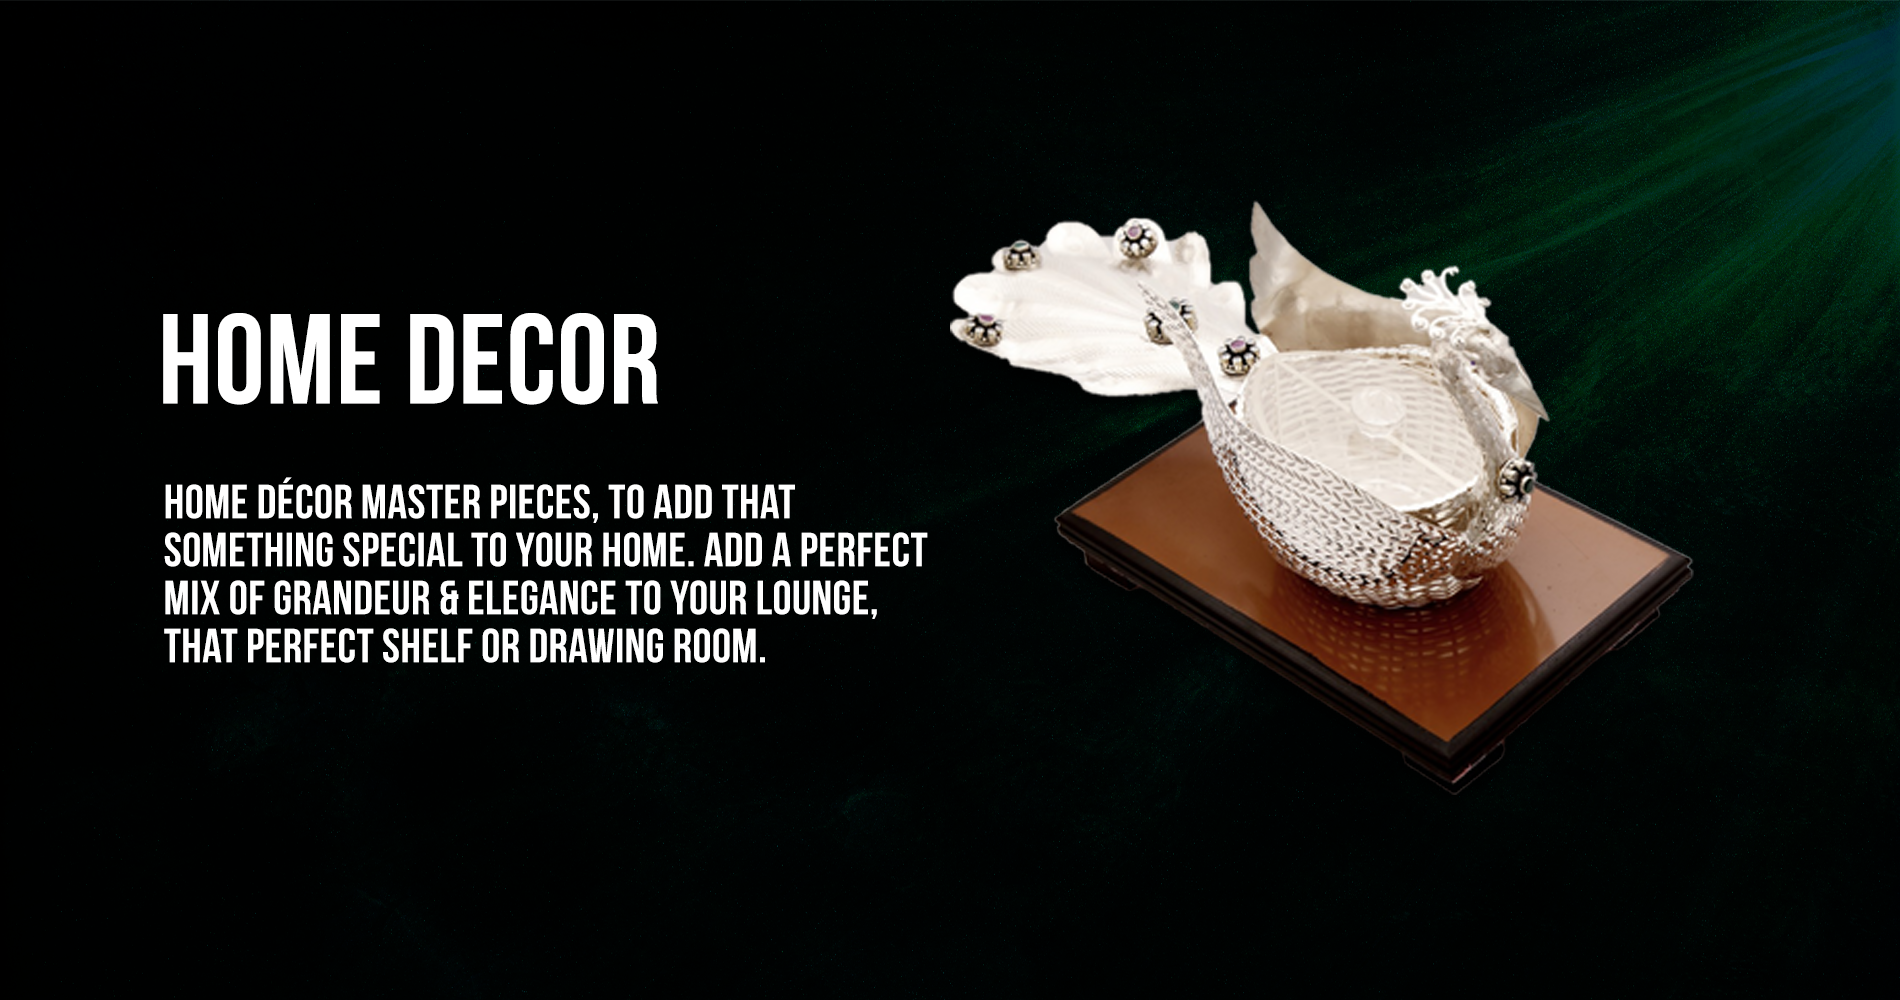 HOME DECOR
HOME DÉCOR MASTER PIECES, TO ADD THAT
SOMETHING SPECIAL TO YOUR HOME. ADD A PERFECT
MIX OF GRANDEUR & ELEGANCE TO YOUR LOUNGE,
THAT PERFECT SHELF OR DRAWING ROOM.